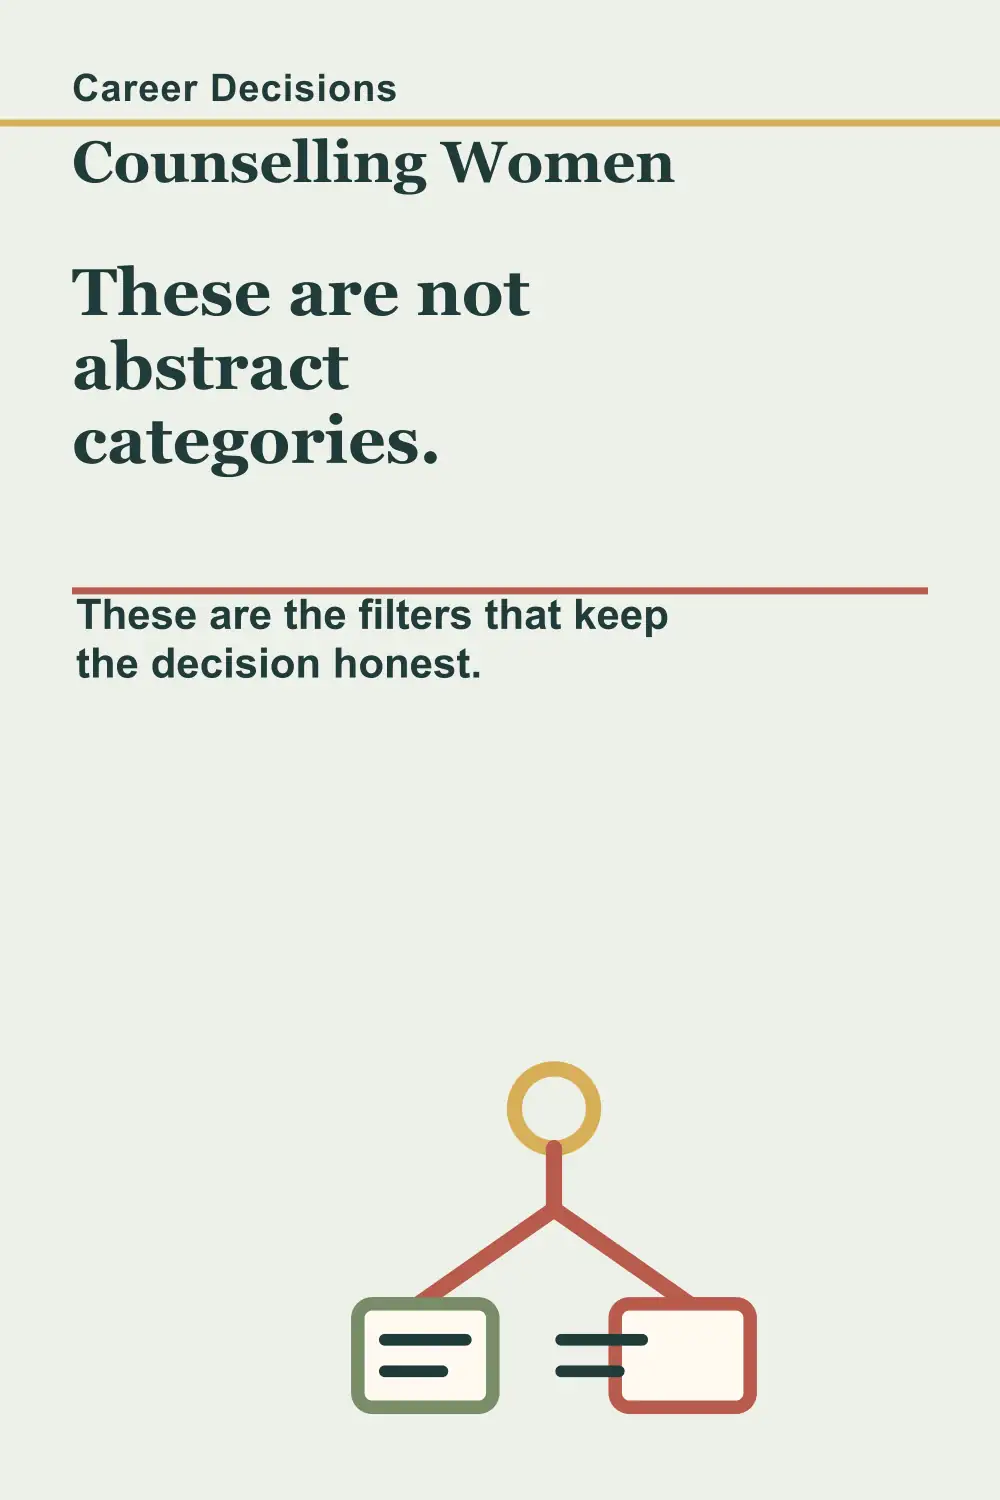 Career Decisions
Counselling Women
These are not
abstract
categories.
These are the filters that keep
the decision honest.